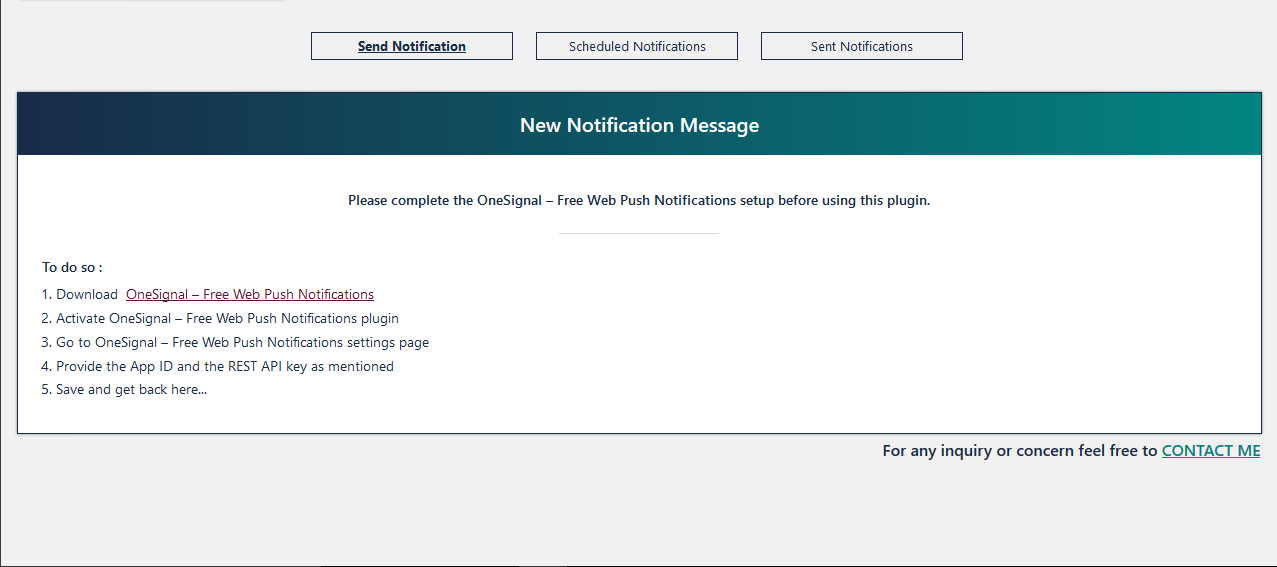 Send Notification
Scheduled Notifications
Sent Notifications
New Notification Message
Please complete the OneSignal – Free Web Push Notifications setup before using this plugin.
To do so :
1. Download OneSignal – Free Web Push Notifications
2. Activate OneSignal – Free Web Push Notifications plugin
3. Go to OneSignal – Free Web Push Notifications settings page
4. Provide the App ID and the REST API key as mentioned
5. Save and get back here...
For any inquiry or concern feel free to CONTACT ME